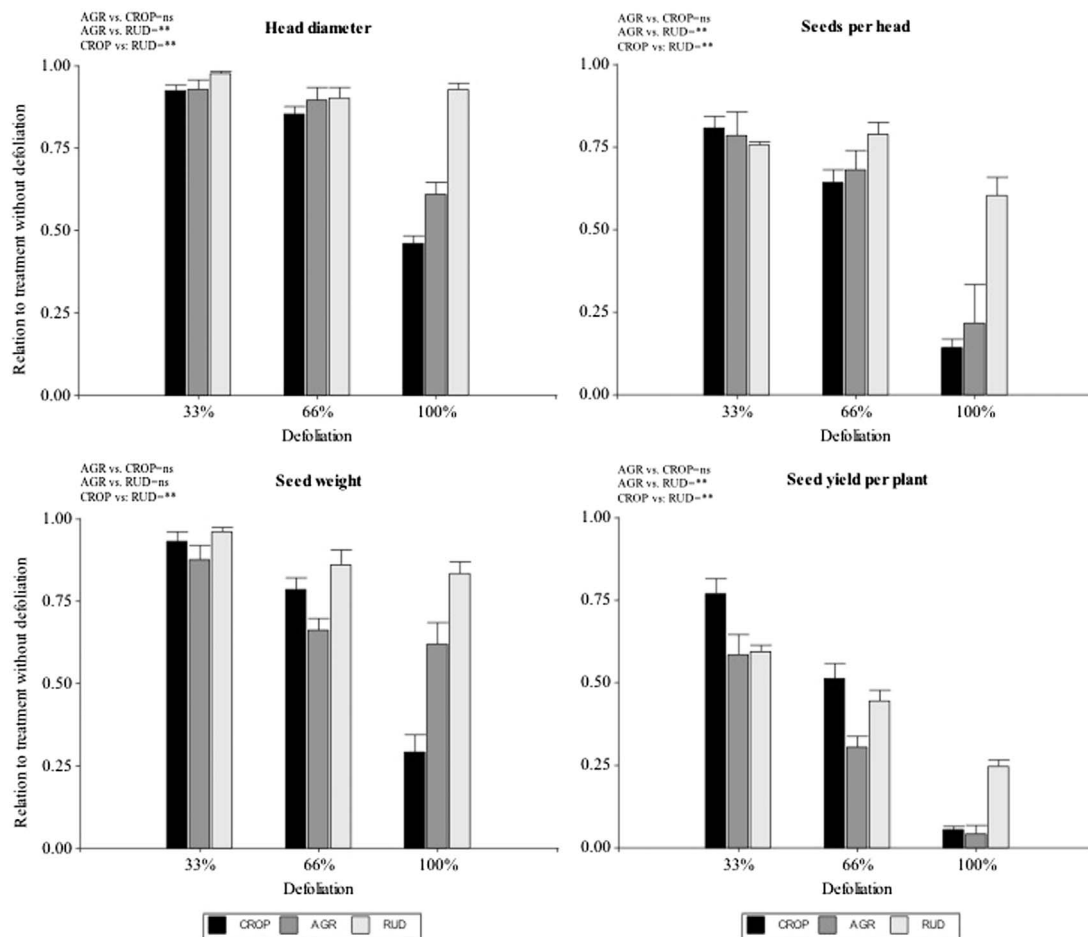 AGR vs. CROP=ns
AGR vs. RUD=**
CROP vs: RUD=**
Head diameter
Relation to treatment without defoliation
1.00
0.75
0.50
0.25
0.00
33%
66%
100%
Defoliation
AGR vs. CROP=ns
AGR vs. RUD=**
CROP vs: RUD=**
Seeds per head
1.00
0.75
0.50
0.25
0.00
33%
66%
100%
Defoliation
AGR vs. CROP=ns
AGR vs. RUD=ns
CROP vs: RUD=**
Seed weight
Relation to treatment without defoliation
1.00
0.75
0.50
0.25
0.00
33%
66%
100%
Defoliation
CROP AGR RUD
AGR vs. CROP=ns
AGR vs. RUD=**
CROP vs: RUD=**
Seed yield per plant
1.00
0.75
0.50
0.25
0.00
33%
66%
100%
Defoliation
CROP AGR RUD